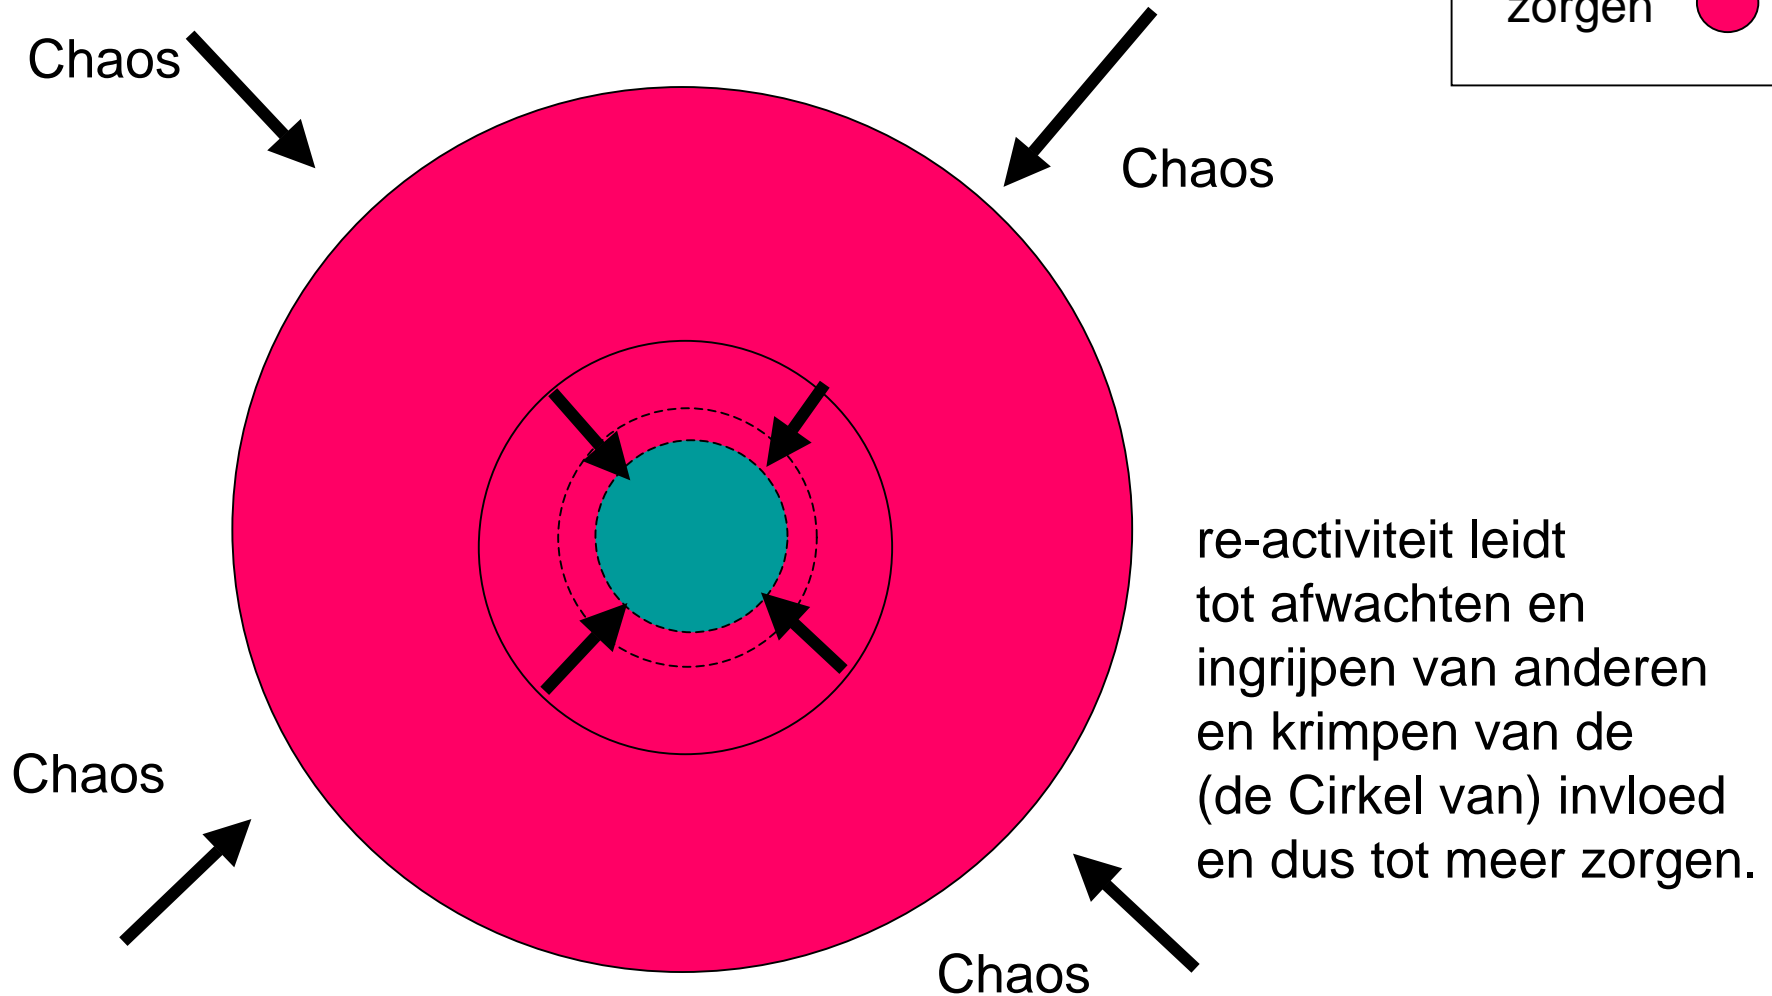 zorgen
Chaos
Chaos
re-activiteit leidt
tot afwachten en
ingrijpen van anderen
en krimpen van de
(de Cirkel van) invloed
en dus tot meer zorgen.
Chaos
Chaos